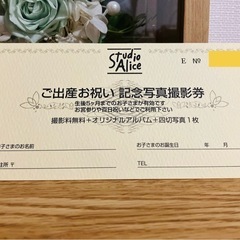 Studio
Alice
E No
ご出産お祝い 記念写真撮影券
生後5ヶ月までのお子さまが有効です
お宮参りや百日祝いなどでご利用下さい
撮影料無料+オリジナルアルバム+四切写真1枚
お子さまのお名前
お子さまのお誕生日 年 月
住所 〒
TEL